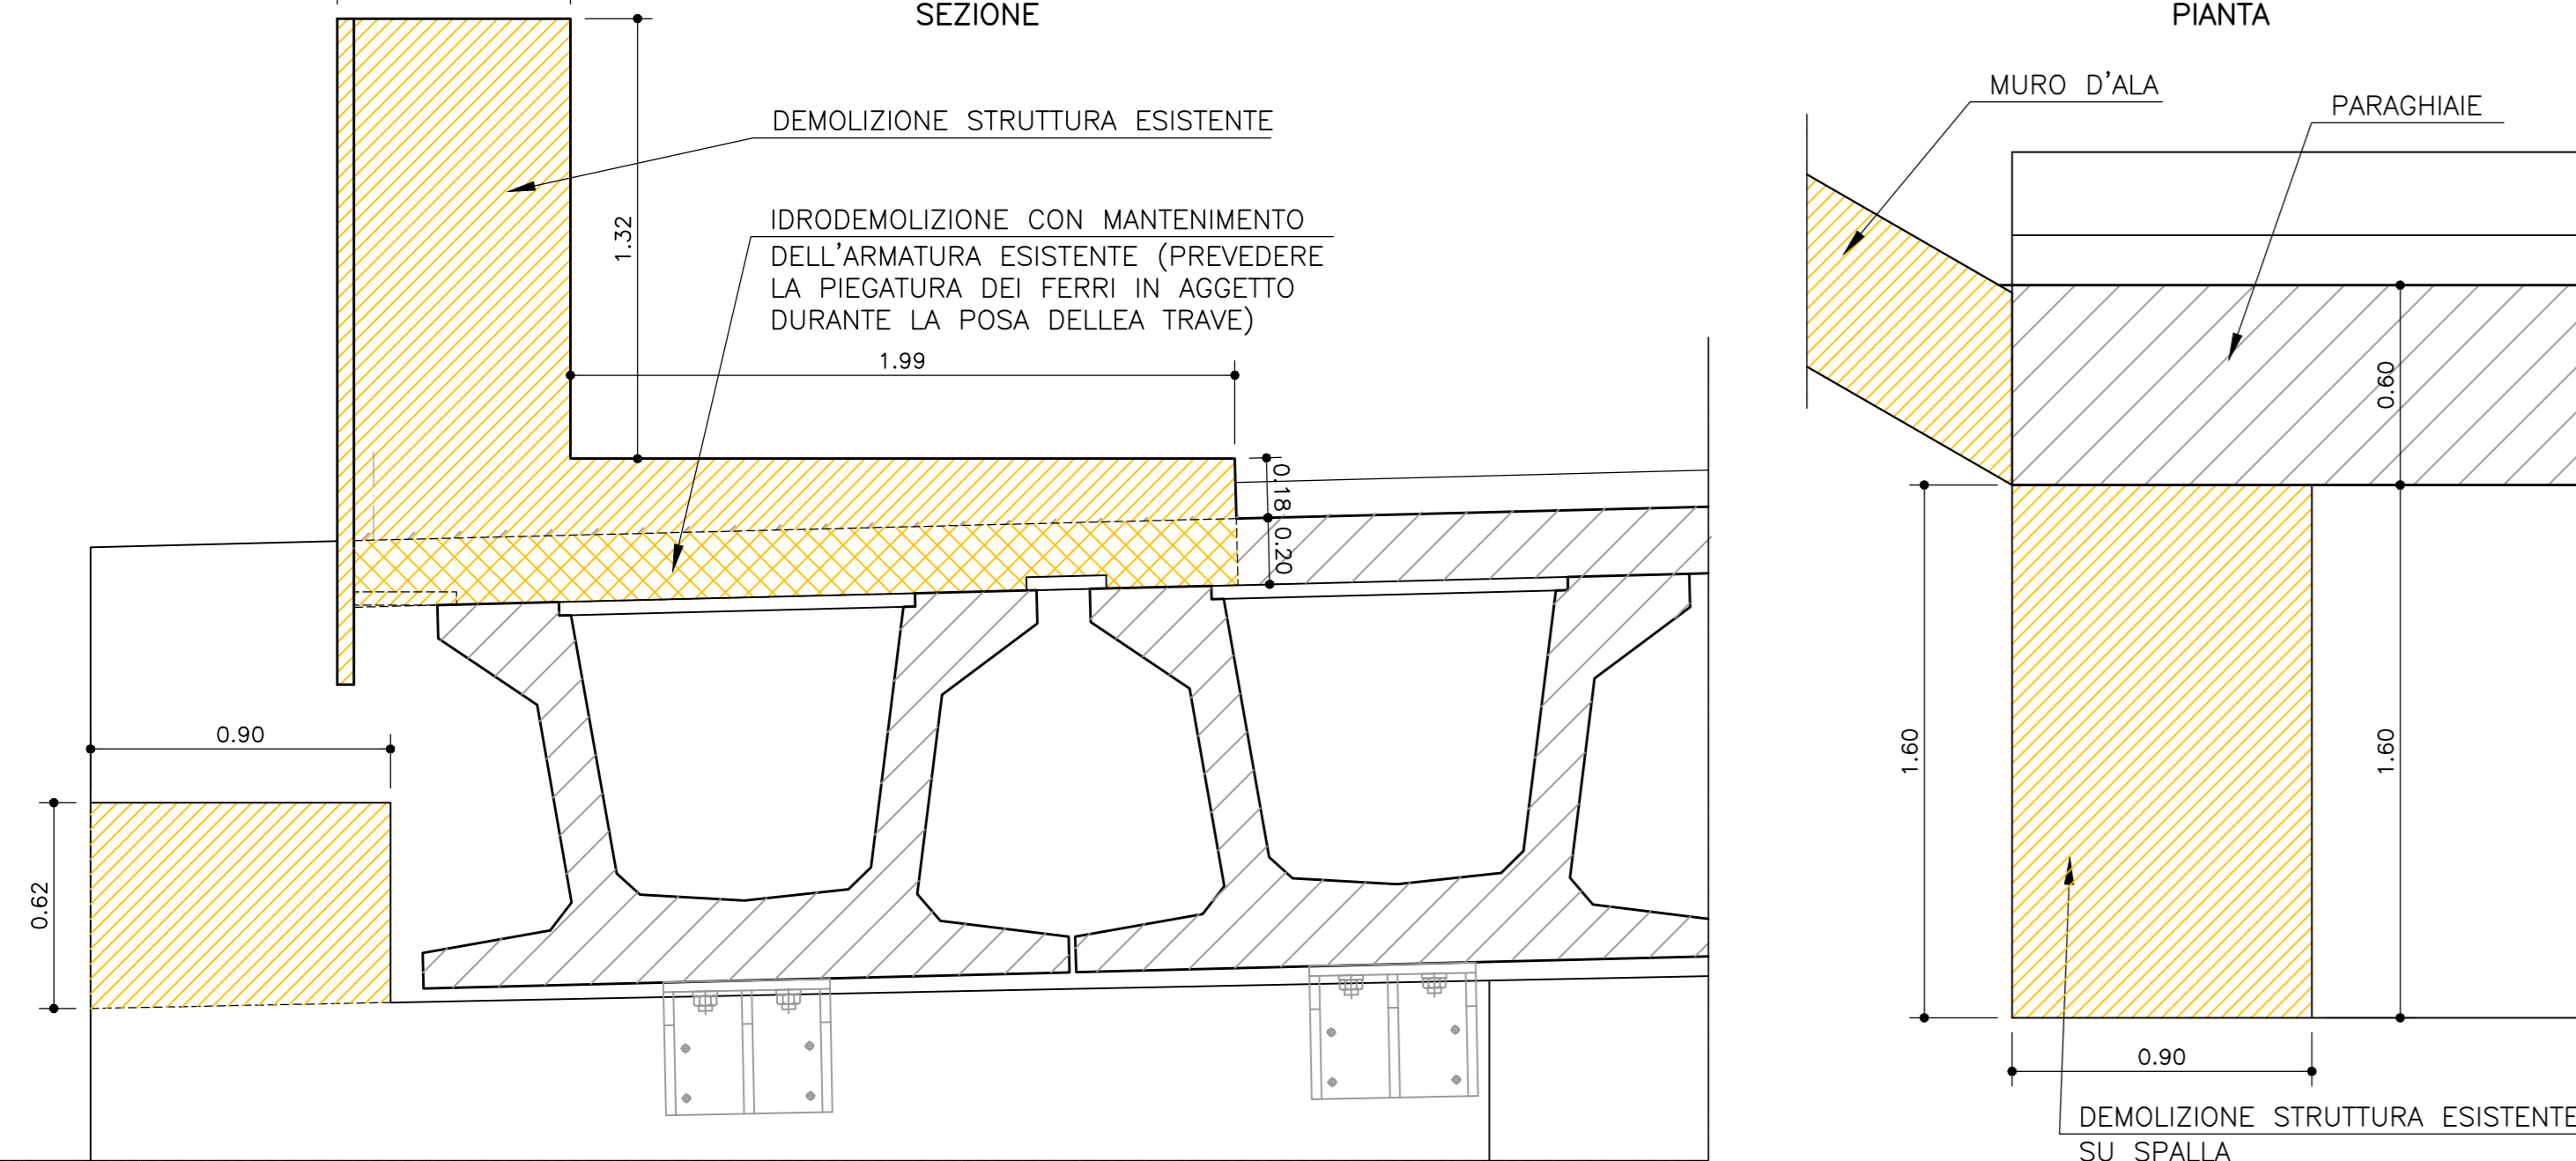 SEZIONE
DEMOLIZIONE STRUTTURA ESISTENTE
IDRODEMOLIZIONE CON MANTENIMENTO
DELL'ARMATURA ESISTENTE (PREVEDERE
LA PIEGATURA DEI FERRI IN AGGETTO
DURANTE LA POSA DELLEA TRAVE)
1.32
1.99
0.18
0.20
0.90
0.62
PIANTA
MURO D'ALA
PARAGHIAIE
0.60
1.60
1.60
0.90
DEMOLIZIONE STRUTTURA ESISTENTE
SU SPALLA